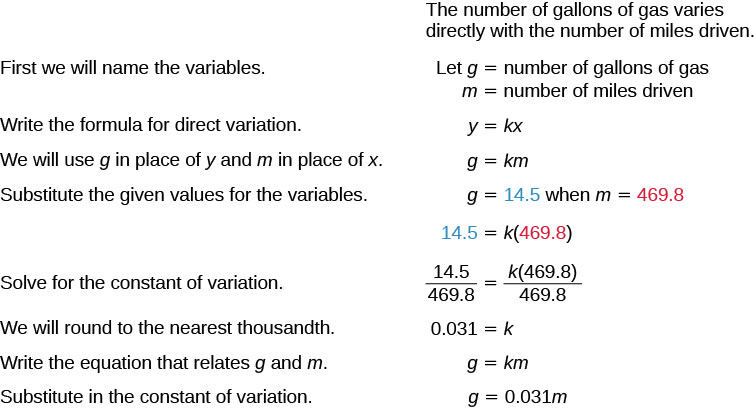 The number of gallons of gas varies
directly with the number of miles driven.
First we will name the variables. Let g = number of gallons of gas
m = number of miles driven
Write the formula for direct variation. y = kx
We will use g in place of y and m in place of x. g = km
Substitute the given values for the variables. g = 14.5 when m = 469.8
14.5 = k(469.8)
Solve for the constant of variation. 14.5/469.8 = k(469.8)/469.8
We will round to the nearest thousandth. 0.031 = k
Write the equation that relates g and m. g = km
Substitute in the constant of variation. g = 0.031m